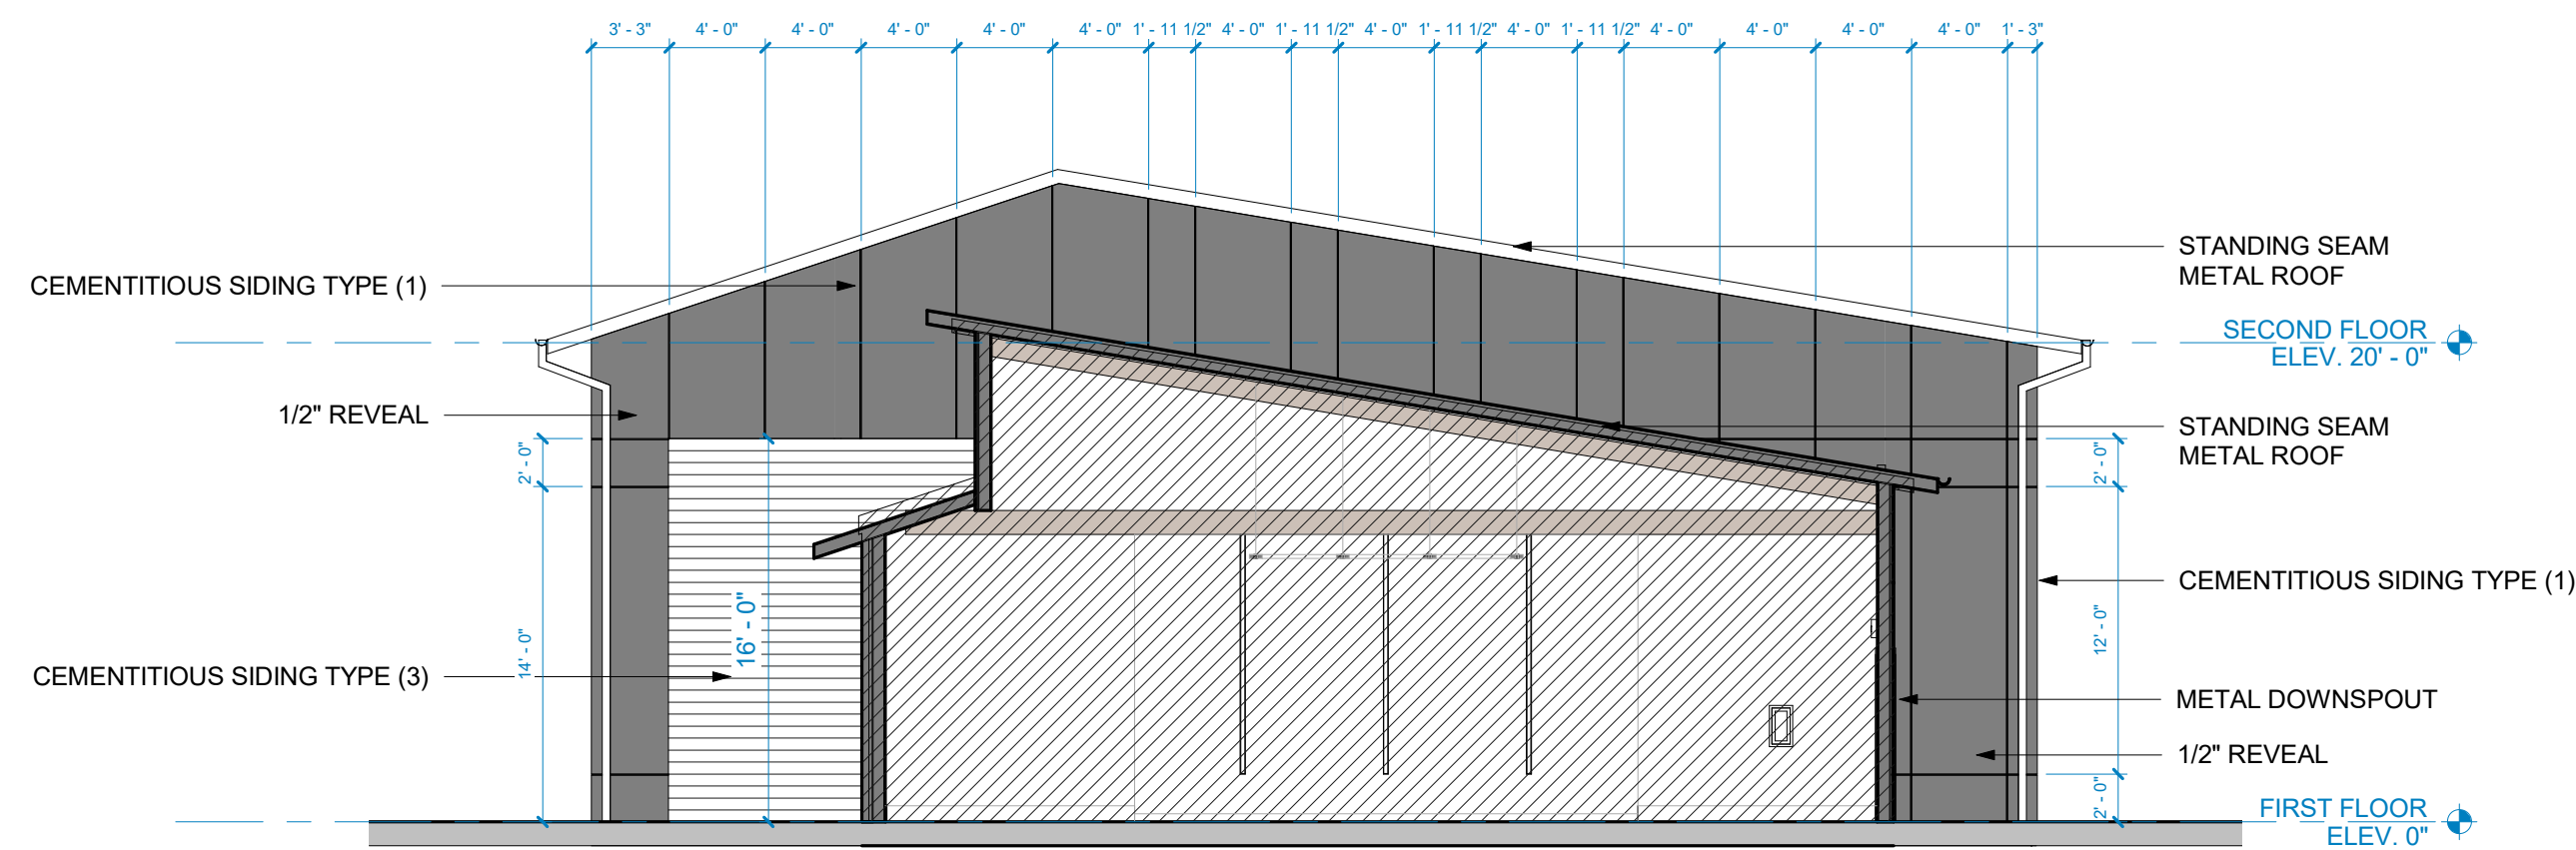 3' - 3" 4' - 0" 4' - 0" 4' - 0" 4' - 0" 4' - 0" 1' - 11 1/2" 4' - 0" 1' - 11 1/2" 4' - 0" 1' - 11 1/2" 4' - 0" 1' - 11 1/2" 4' - 0" 4' - 0" 4' - 0" 4' - 0" 1' - 3"
STANDING SEAM
METAL ROOF
CEMENTITIOUS SIDING TYPE (1)
SECOND FLOOR
ELEV. 20' - 0"
1/2" REVEAL
STANDING SEAM
METAL ROOF
2' - 0"
2' - 0"
CEMENTITIOUS SIDING TYPE (1)
16' - 0"
14' - 0"
12' - 0"
CEMENTITIOUS SIDING TYPE (3)
METAL DOWNSPOUT
1/2" REVEAL
2' - 0"
FIRST FLOOR
ELEV. 0"